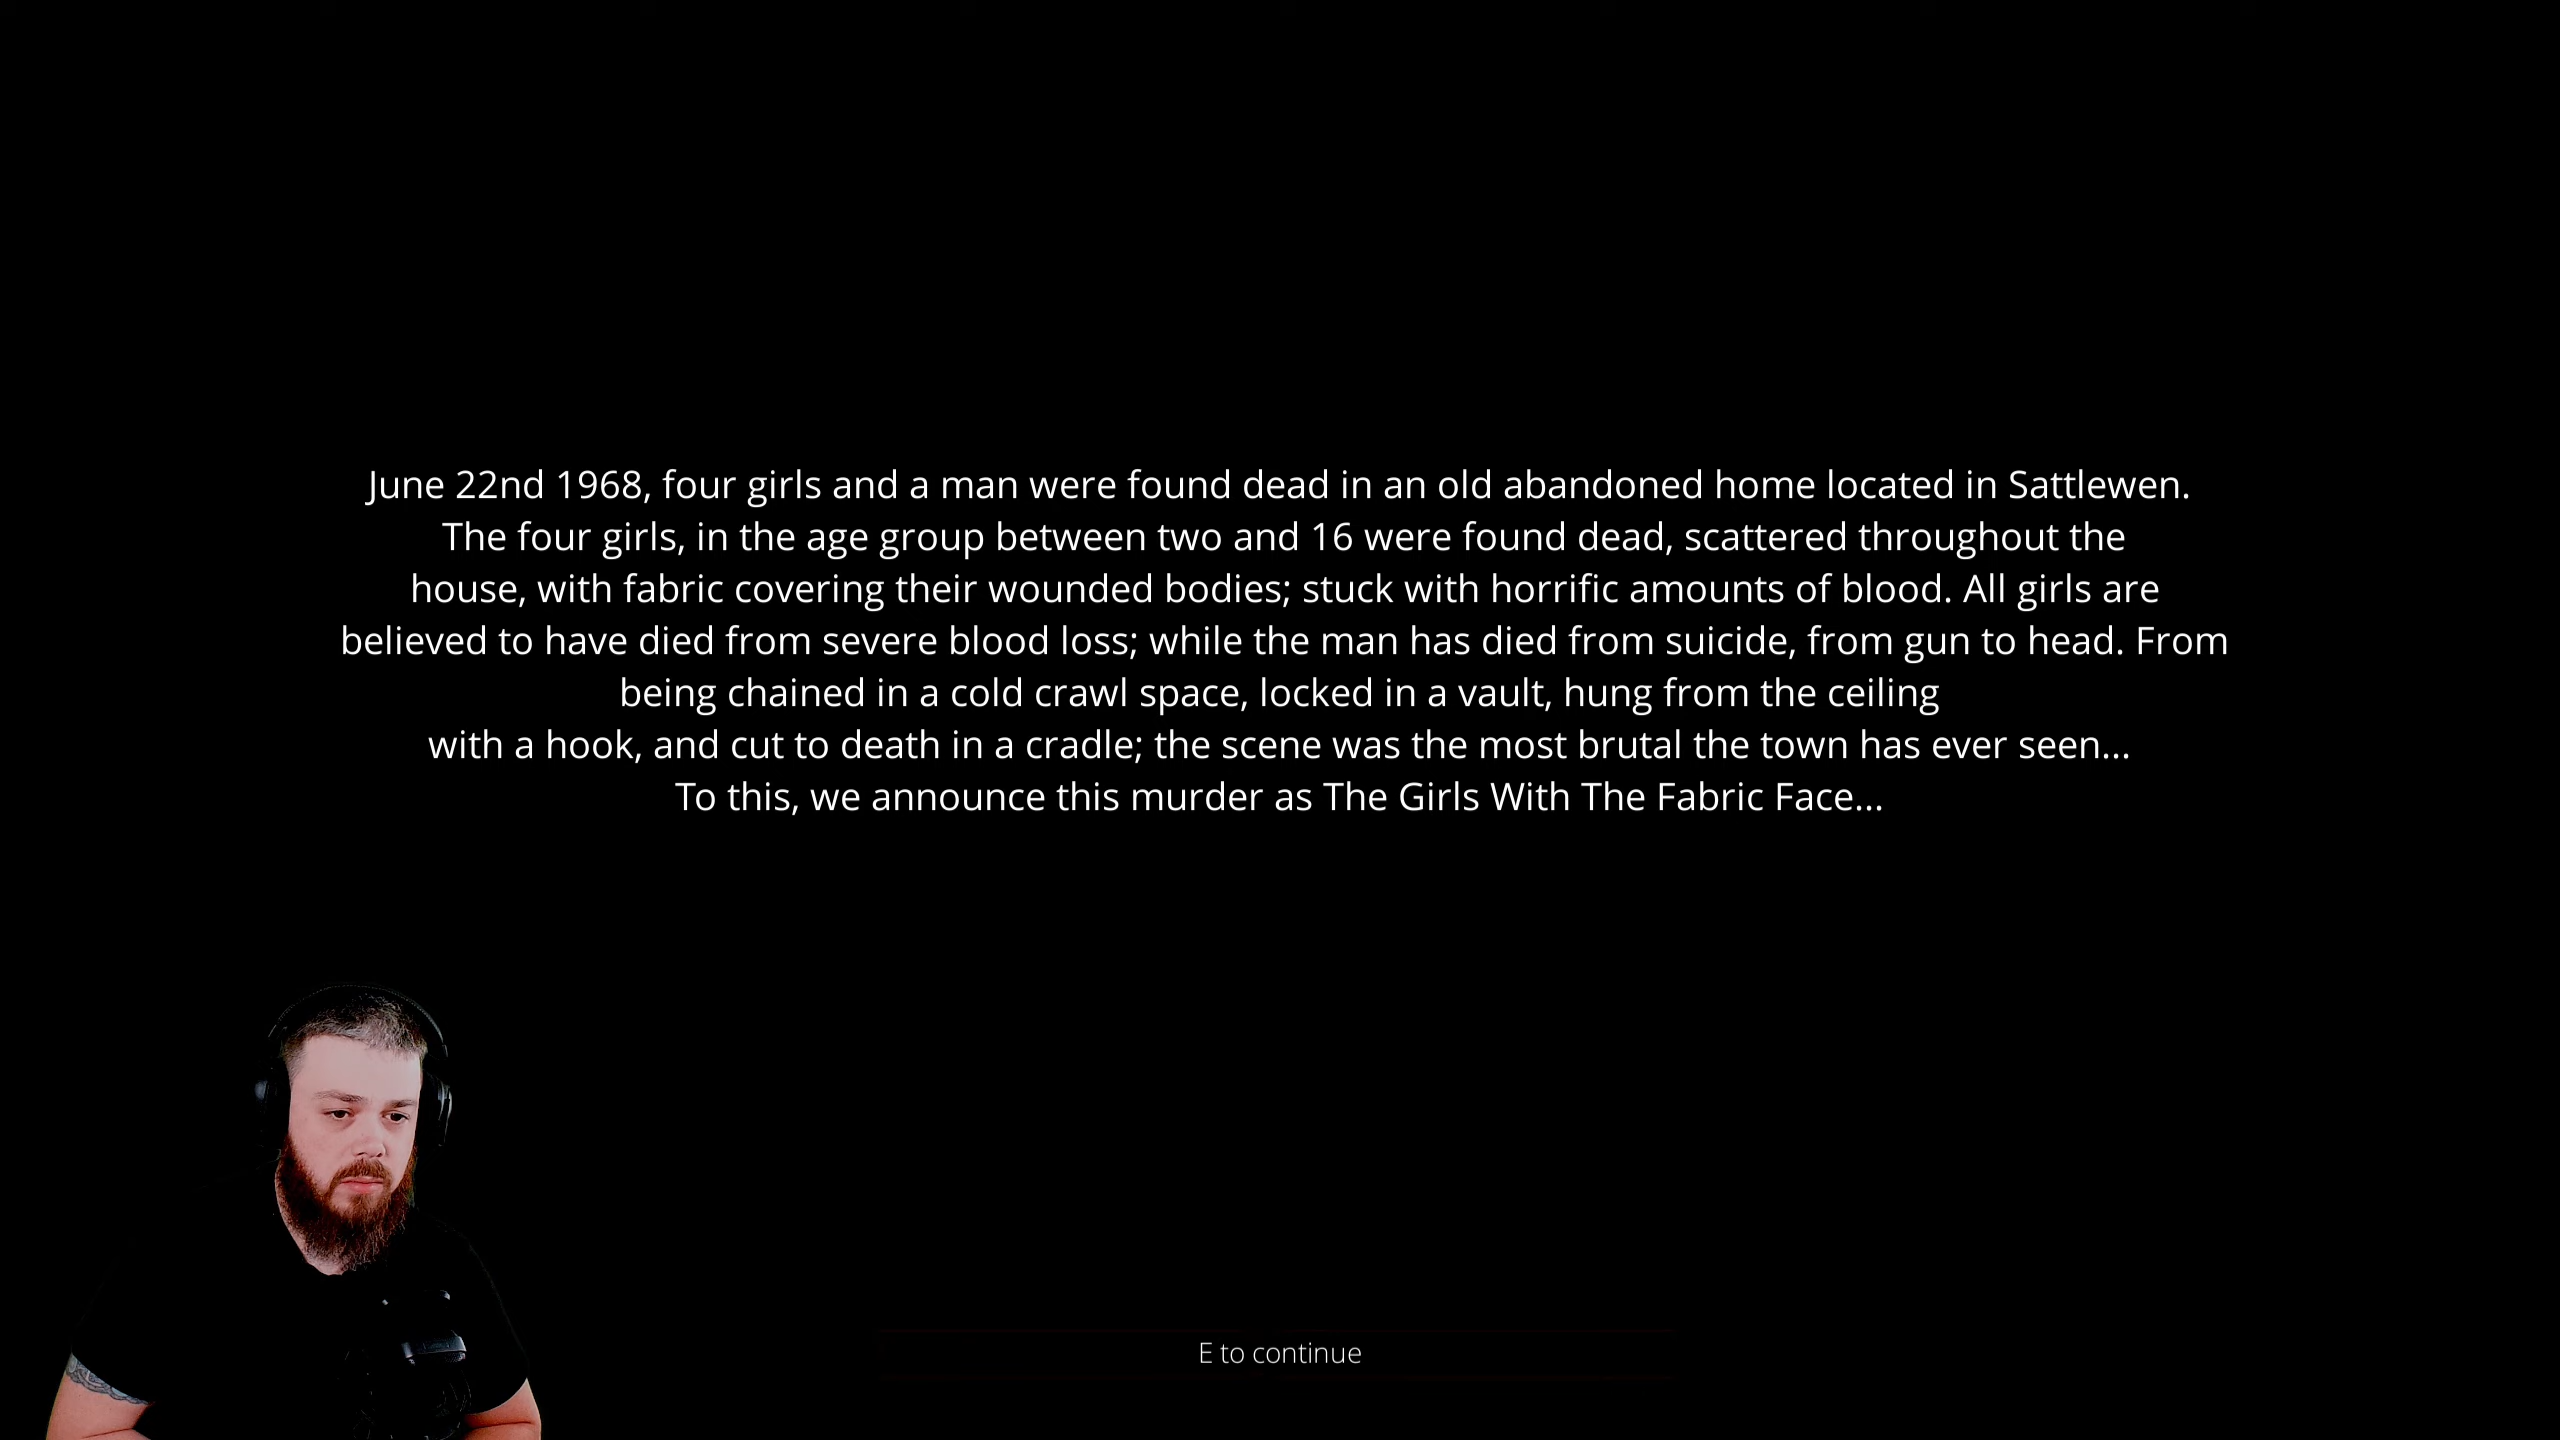 June 22nd 1968, four girls and a man were found dead in an old abandoned home located in Sattlewen.
The four girls, in the age group between two and 16 were found dead, scattered throughout the
house, with fabric covering their wounded bodies; stuck with horrific amounts of blood. All girls are
believed to have died from severe blood loss; while the man has died from suicide, from gun to head. From
being chained in a cold crawl space, locked in a vault, hung from the ceiling
with a hook, and cut to death in a cradle; the scene was the most brutal the town has ever seen...
To this, we announce this murder as The Girls With The Fabric Face...
E to continue